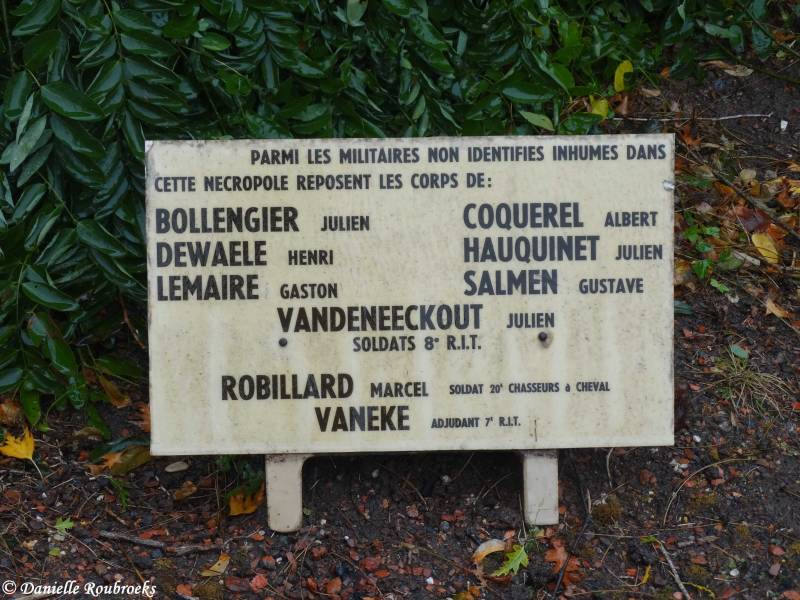 PARMI LES MILITAIRES NON IDENTIFIES INHUMES DANS
CETTE NECROPOLE REPOSENT LES CORPS DE:
BOLLENGIER JULIEN COQUEREL ALBERT
DEWAELE HENRI HAUQUINET JULIEN
LEMAIRE GASTON SALMEN GUSTAVE
VANDENEECKOUT JULIEN
SOLDATS 8e R.I.T.
ROBILLARD MARCEL SOLDAT 20e CHASSEURS à CHEVAL
VANEKE ADJUDANT 7e R.I.T.
© Danielle Roubroeks